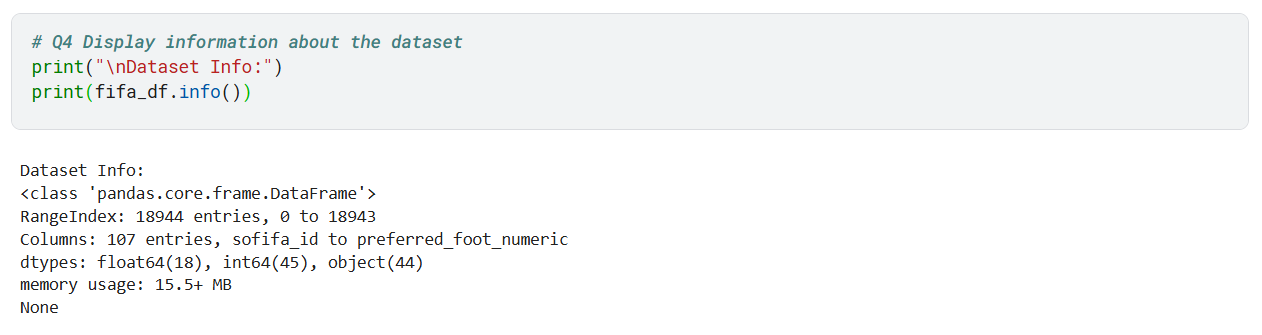 # Q4 Display information about the dataset
print("\nDataset Info:")
print(fifa_df.info())
Dataset Info:
<class 'pandas.core.frame.DataFrame'>
RangeIndex: 18944 entries, 0 to 18943
Columns: 107 entries, sofifa_id to preferred_foot_numeric
dtypes: float64(18), int64(45), object(44)
memory usage: 15.5+ MB
None